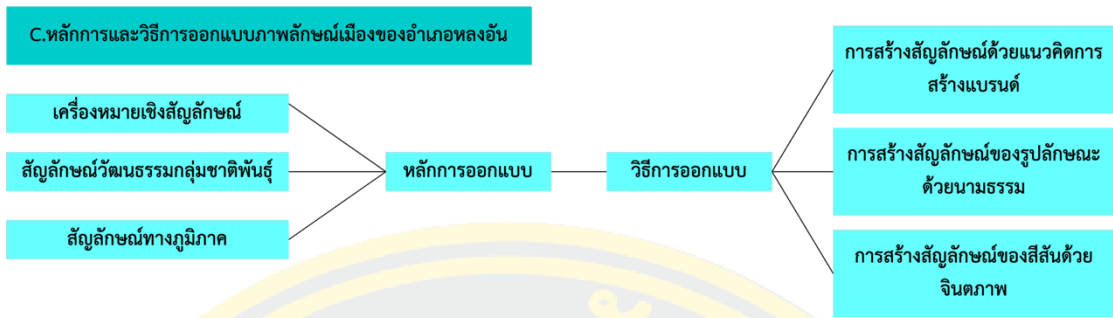 C.หลักการและวิธีการออกแบบภาพลักษณ์เมืองของอำเภอหลงอัน
เครื่องหมายเชิงสัญลักษณ์
สัญลักษณ์วัฒนธรรมกลุ่มชาติพันธุ์
สัญลักษณ์ทางภูมิภาค
หลักการออกแบบ
วิธีการออกแบบ
การสร้างสัญลักษณ์ด้วยแนวคิดการ
สร้างแบรนด์
การสร้างสัญลักษณ์ของรูปลักษณะ
ด้วยนามธรรม
การสร้างสัญลักษณ์ของสีสันด้วย
จินตภาพ